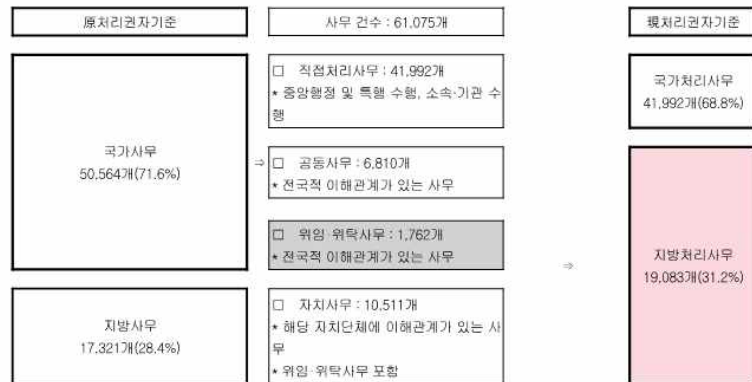 原처리권자기준
사무 건수 : 61,075개
現처리권자기준
국가사무
50,564개(71.6%)
⇒
□ 직접처리사무 : 41,992개
* 중앙행정 및 특행 수행, 소속·기관 수
행
□ 공동사무 : 6,810개
* 전국적 이해관계가 있는 사무
□ 위임·위탁사무 : 1,762개
* 전국적 이해관계가 있는 사무
지방사무
17,321개(28.4%)
□ 자치사무 : 10,511개
* 해당 자치단체에 이해관계가 있는 사
무
* 위임·위탁사무 포함
⇒
국가처리사무
41,992개(68.8%)
지방처리사무
19,083개(31.2%)